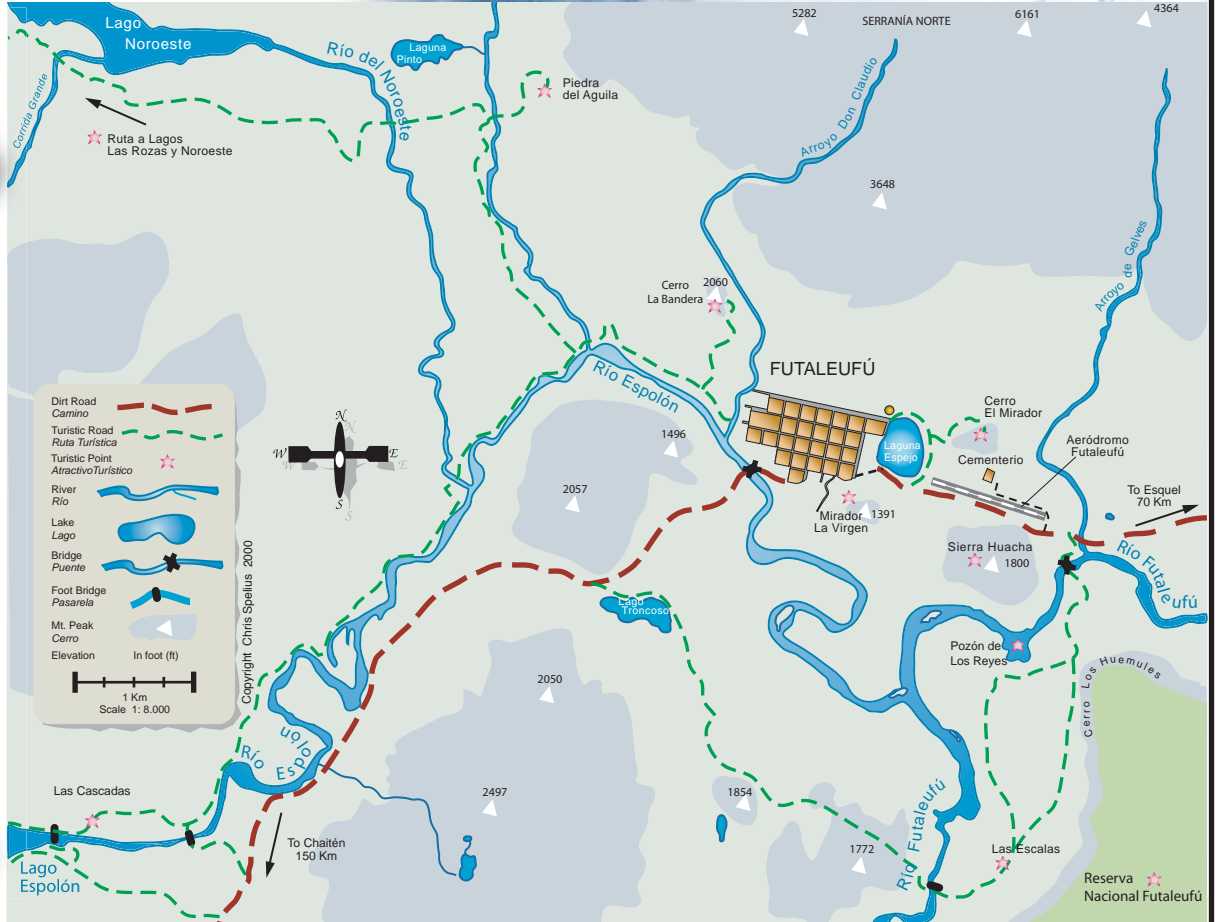 5282
SERRANÍA NORTE
6161
4364
Lago
Noroeste
Río del Noroeste
Laguna
Pinto
Corrida Grande
Piedra
del Aguila
Arroyo Don Claudio
Ruta a Lagos
Las Rozas y Noroeste
3648
Arroyo de Gelves
Cerro
La Bandera
2060
Río Espolón
FUTALEUFÚ
Dirt Road
Camino
Turistic Road
Ruta Turística
Turistic Point
AtractivoTurístico
River
Río
Lake
Lago
Bridge
Puente
Foot Bridge
Pasarela
Mt. Peak
Cerro
Elevation
In foot (ft)
1 Km
Scale 1: 8.000
Copyright Chris Spelius 2000
N
N
W
W
E
E
S
S
1496
2057
Laguna
Espejo
Cerro
El Mirador
Cementerio
Aeródromo
Futaleufú
To Esquel
70 Km
Mirador
La Virgen
1391
Sierra Huacha
1800
Río Futaleufú
Lago
Troncoso
Pozón de
Los Reyes
Cerro Los Huemules
2050
Río Espolón
Las Cascadas
2497
1854
To Chaitén
150 Km
1772
Río Futaleufú
Las Escalas
Lago
Espolón
Reserva
Nacional Futaleufú